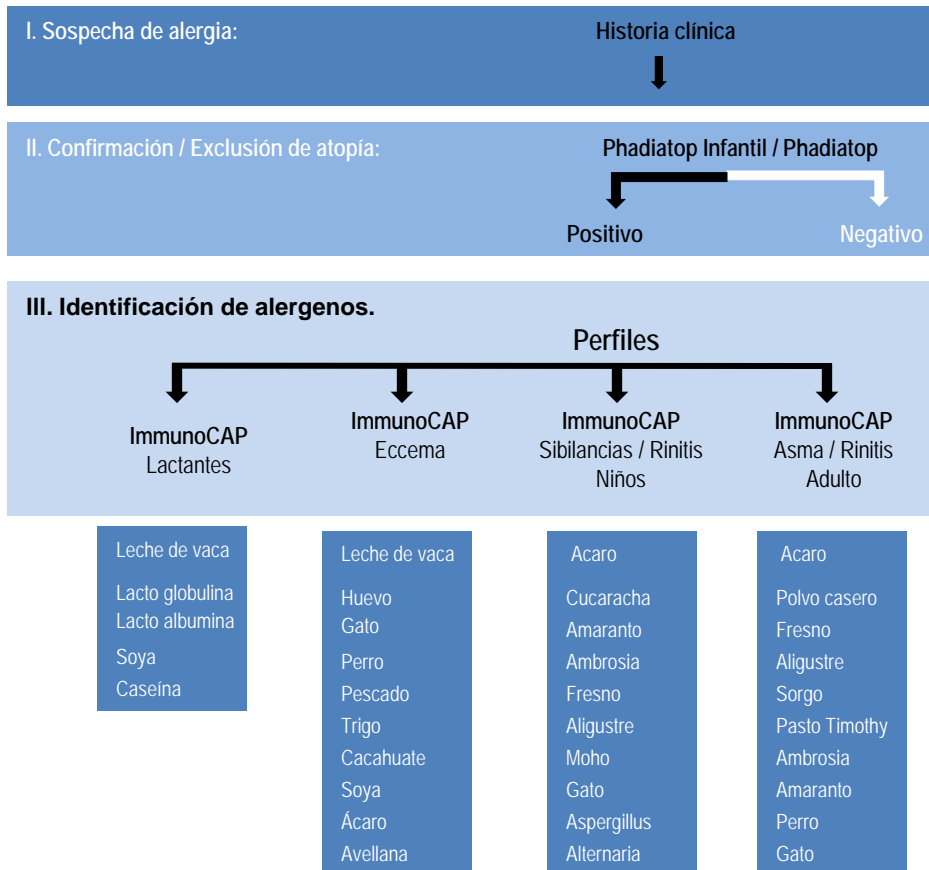 I. Sospecha de alergia:
Historia clínica
II. Confirmación / Exclusión de atopía:
Phadiatop Infantil / Phadiatop
Positivo
Negativo
III. Identificación de alergenos.
Perfiles
ImmunoCAP
Lactantes
ImmunoCAP
Eccema
ImmunoCAP
Sibilancias / Rinitis
Niños
ImmunoCAP
Asma / Rinitis
Adulto
Leche de vaca
Lacto globulina
Lacto albumina
Soya
Caseína
Leche de vaca
Huevo
Gato
Perro
Pescado
Trigo
Cacahuate
Soya
Ácaro
Avellana
Acaro
Cucaracha
Amaranto
Ambrosia
Fresno
Aligustre
Moho
Gato
Aspergillus
Alternaria
Acaro
Polvo casero
Fresno
Aligustre
Sorgo
Pasto Timothy
Ambrosia
Amaranto
Perro
Gato